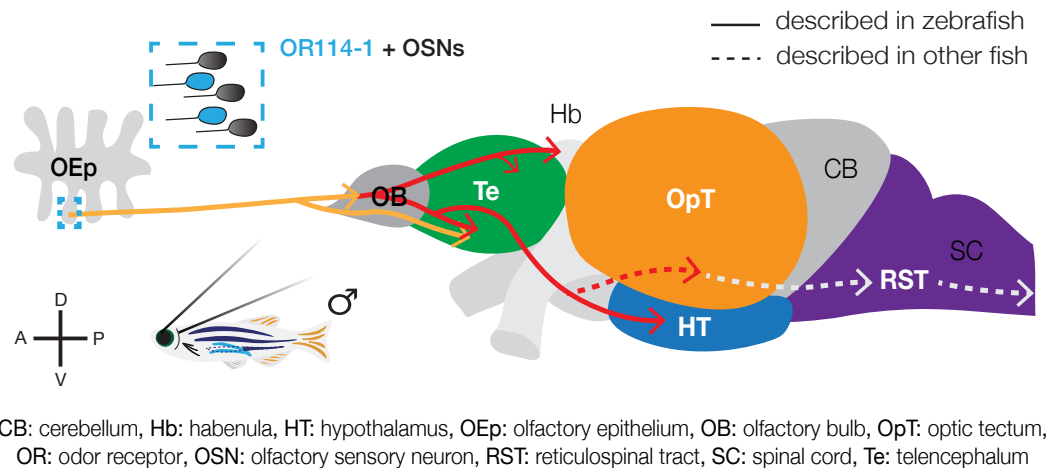 described in zebrafish
described in other fish
OR114-1 + OSNs
OEp
OB
Te
Hb
OpT
CB
SC
RST
HT
D
A
P
V
♂
CB: cerebellum, Hb: habenula, HT: hypothalamus, OEp: olfactory epithelium, OB: olfactory bulb, OpT: optic tectum,
OR: odor receptor, OSN: olfactory sensory neuron, RST: reticulospinal tract, SC: spinal cord, Te: telencephalum